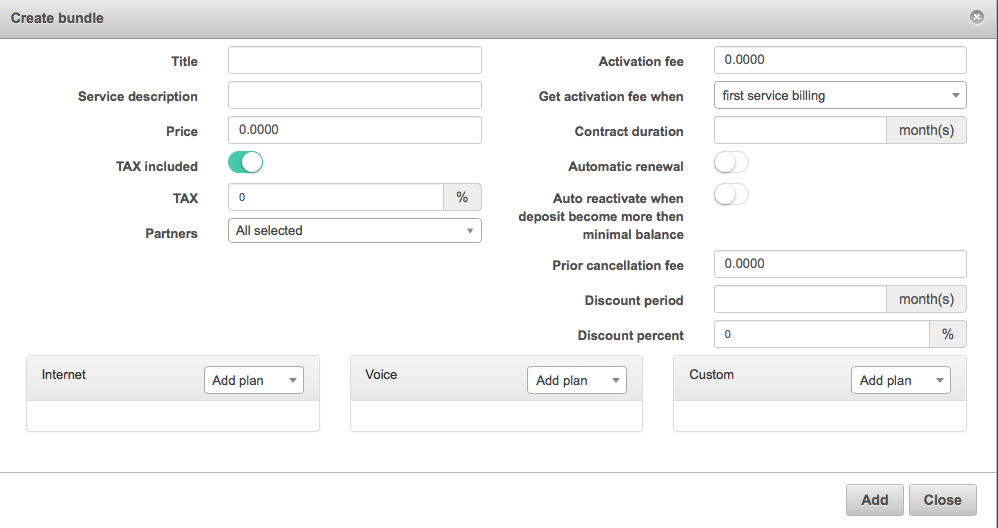 Create bundle
Title
Service description
Price 0.0000
TAX included
TAX 0 %
Partners All selected
Activation fee 0.0000
Get activation fee when first service billing
Contract duration month(s)
Automatic renewal
Auto reactivate when
deposit become more then
minimal balance
Prior cancellation fee 0.0000
Discount period month(s)
Discount percent 0 %
Internet Add plan
Voice Add plan
Custom Add plan
Add Close